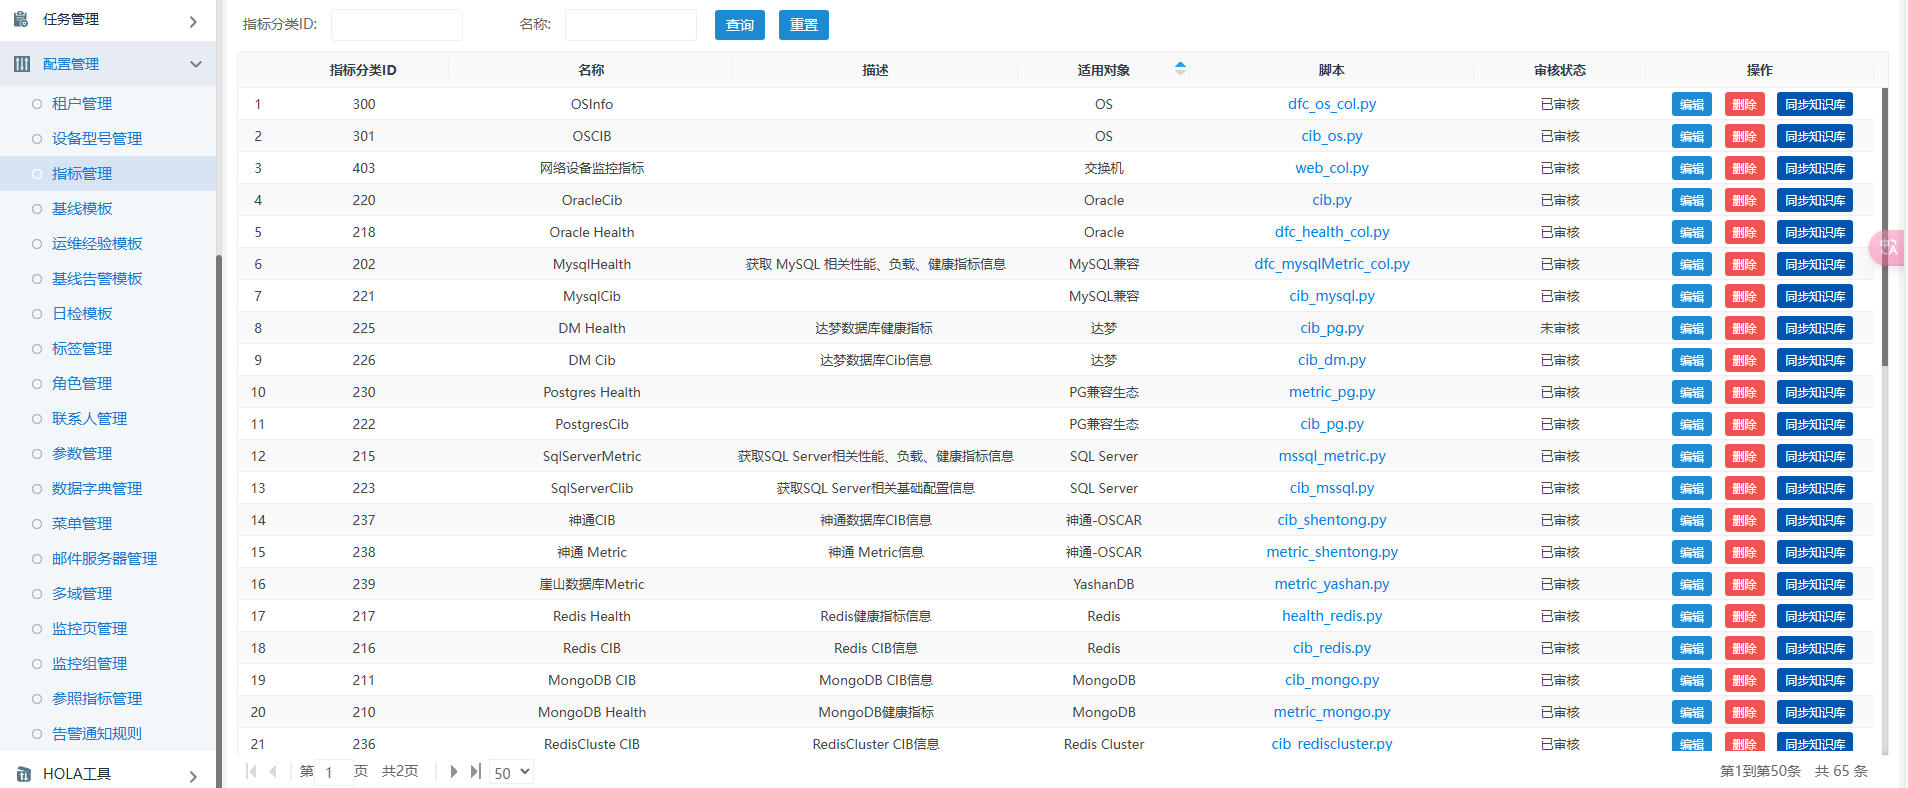 任务管理
配置管理
租户管理
设备型号管理
指标管理
基线模板
运维经验模板
基线告警模板
日检模板
标签管理
角色管理
联系人管理
参数管理
数据字典管理
菜单管理
邮件服务器管理
多域管理
监控页管理
监控组管理
参照指标管理
告警通知规则
HOLA工具
指标分类ID: 名称: 查询 重置
指标分类ID 名称 描述 适用对象 脚本 审核状态 操作
1 300 OSInfo OS dfc_os_col.py 已审核 编辑 删除 同步知识库
2 301 OSCIB OS cib_os.py 已审核 编辑 删除 同步知识库
3 403 网络设备监控指标 交换机 web_col.py 已审核 编辑 删除 同步知识库
4 220 OracleCib Oracle cib.py 已审核 编辑 删除 同步知识库
5 218 Oracle Health Oracle dfc_health_col.py 已审核 编辑 删除 同步知识库
6 202 MysqlHealth 获取 MySQL 相关性能、负载、健康指标信息 MySQL兼容 dfc_mysqlMetric_col.py 已审核 编辑 删除 同步知识库
7 221 MysqlCib MySQL兼容 cib_mysql.py 已审核 编辑 删除 同步知识库
8 225 DM Health 达梦数据库健康指标 达梦 cib_pg.py 未审核 编辑 删除 同步知识库
9 226 DM Cib 达梦数据库Cib信息 达梦 cib_dm.py 已审核 编辑 删除 同步知识库
10 230 Postgres Health PG兼容生态 metric_pg.py 已审核 编辑 删除 同步知识库
11 222 PostgresCib PG兼容生态 cib_pg.py 已审核 编辑 删除 同步知识库
12 215 SqlServerMetric 获取SQL Server相关性能、负载、健康指标信息 SQL Server mssql_metric.py 已审核 编辑 删除 同步知识库
13 223 SqlServerClib 获取SQL Server相关基础配置信息 SQL Server cib_mssql.py 已审核 编辑 删除 同步知识库
14 237 神通CIB 神通数据库CIB信息 神通-OSCAR cib_shentong.py 已审核 编辑 删除 同步知识库
15 238 神通 Metric 神通 Metric信息 神通-OSCAR metric_shentong.py 已审核 编辑 删除 同步知识库
16 239 崖山数据库Metric YashanDB metric_yashan.py 已审核 编辑 删除 同步知识库
17 217 Redis Health Redis健康指标信息 Redis health_redis.py 已审核 编辑 删除 同步知识库
18 216 Redis CIB Redis CIB信息 Redis cib_redis.py 已审核 编辑 删除 同步知识库
19 211 MongoDB CIB MongoDB CIB信息 MongoDB cib_mongo.py 已审核 编辑 删除 同步知识库
20 210 MongoDB Health MongoDB健康指标 MongoDB metric_mongo.py 已审核 编辑 删除 同步知识库
21 236 RedisCluste CIB RedisCluster CIB信息 Redis Cluster cib_rediscluster.py 已审核 编辑 删除 同步知识库
第 1 页 共2页 50 第1到第50条 共 65 条